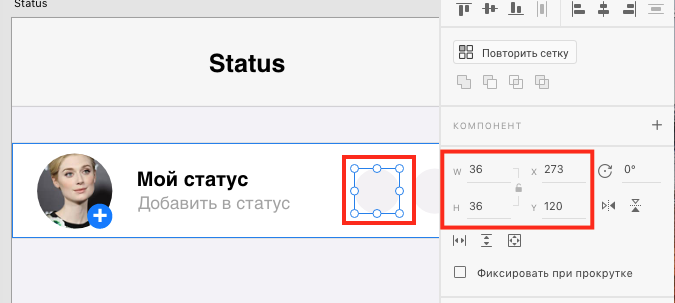 Status
Повторить сетку
Status
КОМПОНЕНТ
W 36 X 273 0°
Мой статус
Добавить в статус
H 36 Y 120
Фиксировать при прокрутке